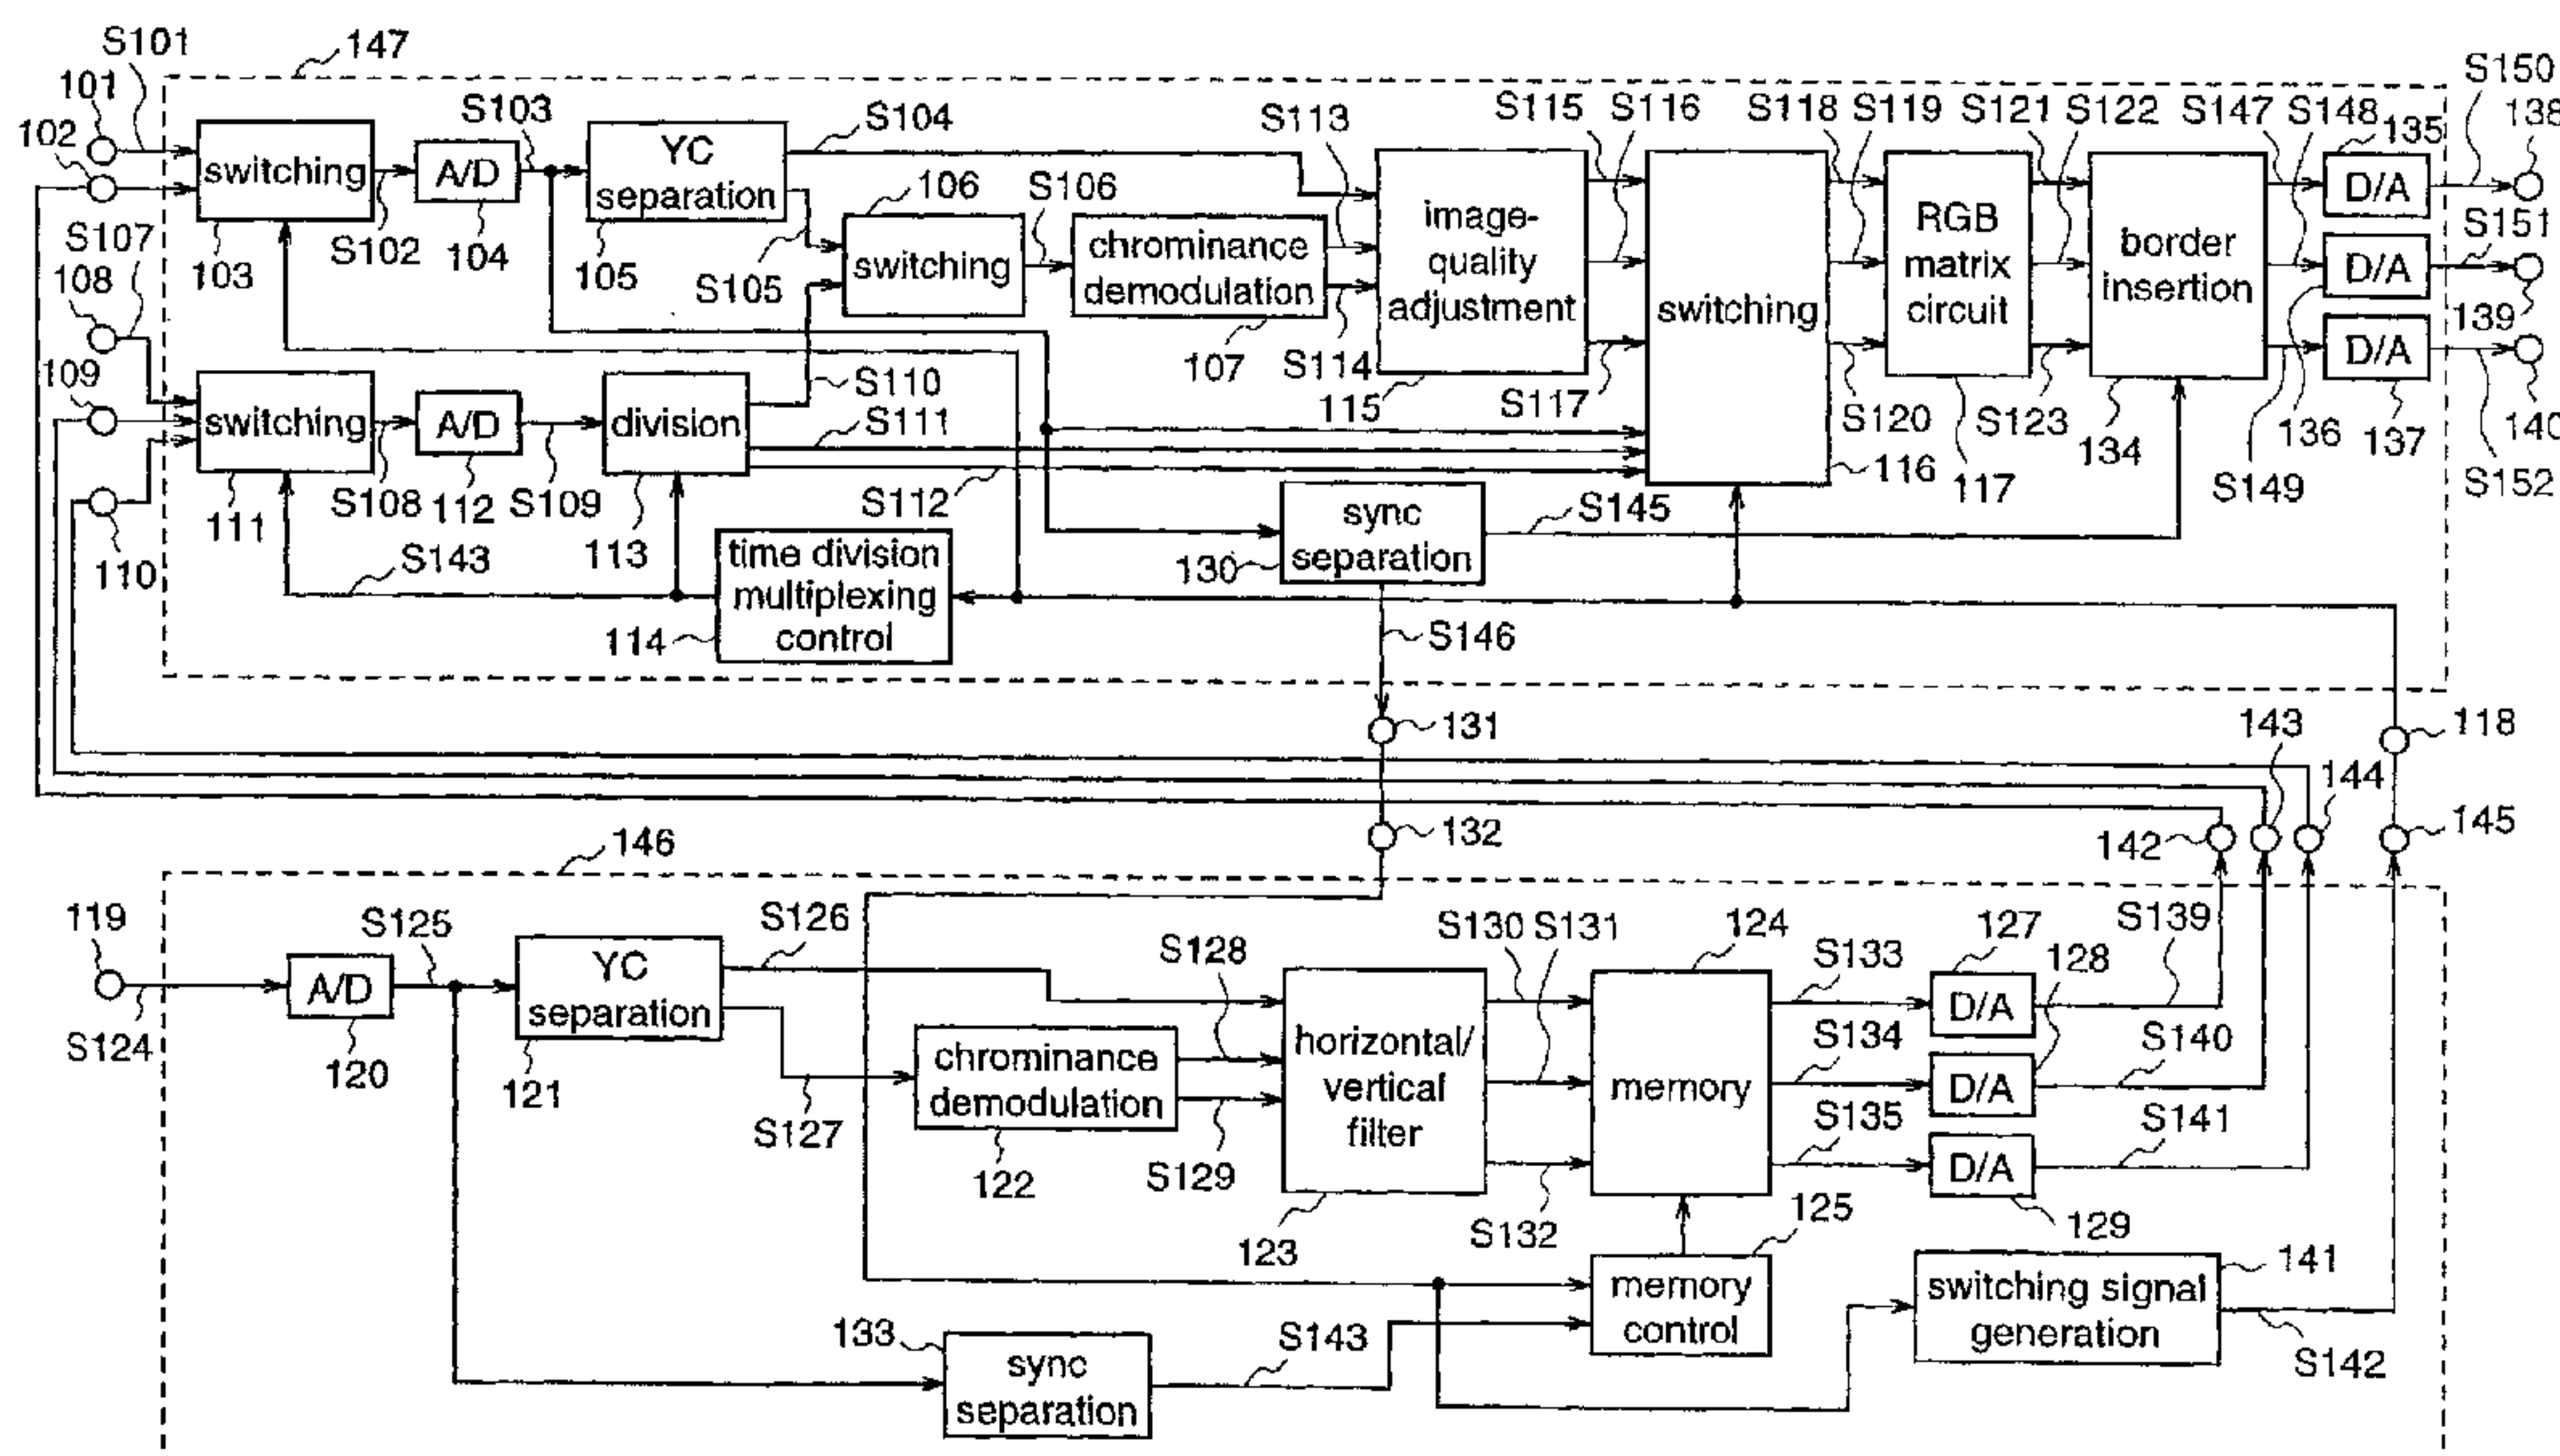 S101
147
101
102
S103
S104
S113
S115
S116
S118
S119
S121
S122
S147
S148
135
S150
138
switching
A/D
YC
separation
106
S106
image-
quality
adjustment
RGB
matrix
circuit
D/A
S107
S102
104
105
S105
switching
chrominance
demodulation
border
insertion
D/A
S151
103
108
107
S114
switching
D/A
139
109
switching
A/D
division
S110
S111
115
S117
S120
S123
134
136
137
140
111
S108
112
S109
S112
116
117
S149
S152
110
S143
113
time division
multiplexing
control
114
sync
separation
130
S145
S146
131
143
118
144
132
142
145
146
119
S125
S126
S128
S130
S131
124
S133
127
128
S139
A/D
YC
separation
D/A
S124
120
121
S127
chrominance
demodulation
122
S129
horizontal/
vertical
filter
123
S132
memory
S134
D/A
S140
S135
D/A
S141
125
129
memory
control
switching signal
generation
141
S142
133
sync
separation
S143